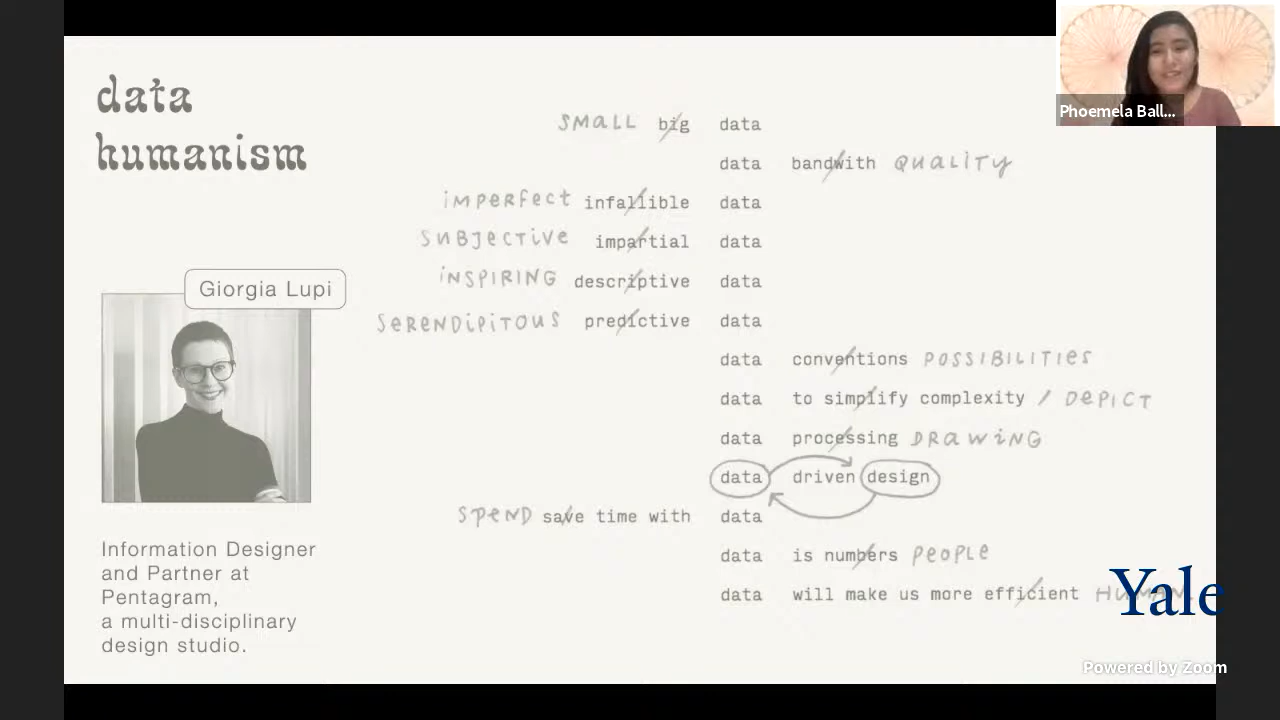 data
humanism
Giorgia Lupi
Information Designer
and Partner at
Pentagram,
a multi-disciplinary
design studio.
SMALL big data
data bandwith QUALITY
IMPERFECT infallible data
SUBJECTIVE impartial data
INSPIRING descriptive data
SERENDIPITOUS predictive data
data conventions POSSIBILITIES
data to simplify complexity / DEPICT
data processing DRAWING
data driven design
SPEND save time with data
data is numbers PEOPLE
data will make us more efficient HUMAN.
Phoemela Ball...
Yale
Powered by Zoom